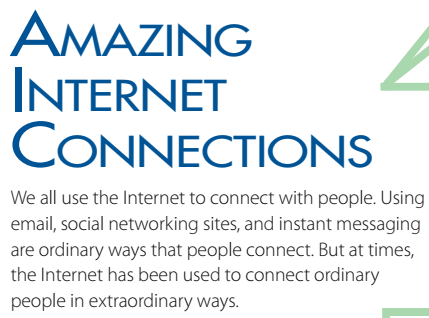 AMAZING
INTERNET
CONNECTIONS
We all use the Internet to connect with people. Using
email, social networking sites, and instant messaging
are ordinary ways that people connect. But at times,
the Internet has been used to connect ordinary
people in extraordinary ways.